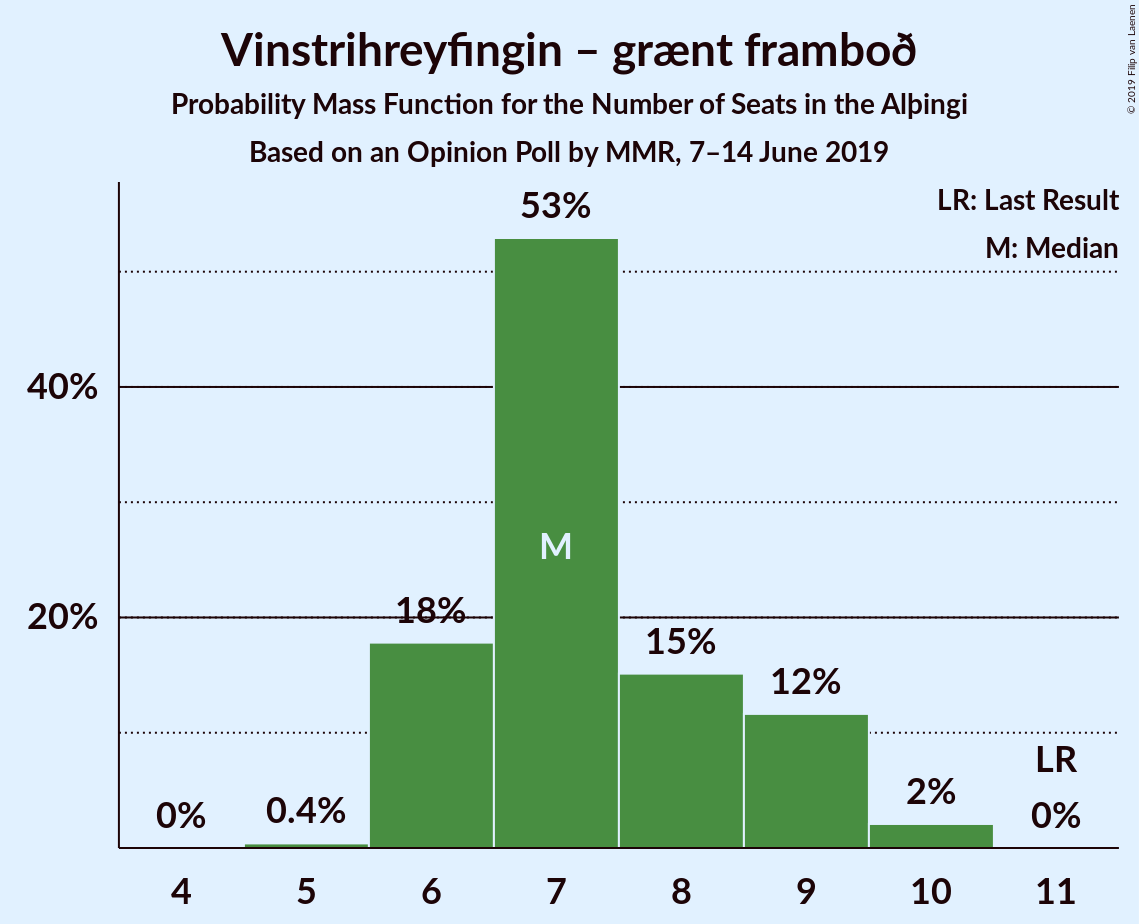 Vinstrihreyfingin – grænt framboð
Probability Mass Function for the Number of Seats in the Alþingi
Based on an Opinion Poll by MMR, 7–14 June 2019
© 2019 Filip van Laenen
LR: Last Result
M: Median
53%
40%
M
20%
18%
15%
12%
LR
0%
0.4%
2%
0%
4 5 6 7 8 9 10 11